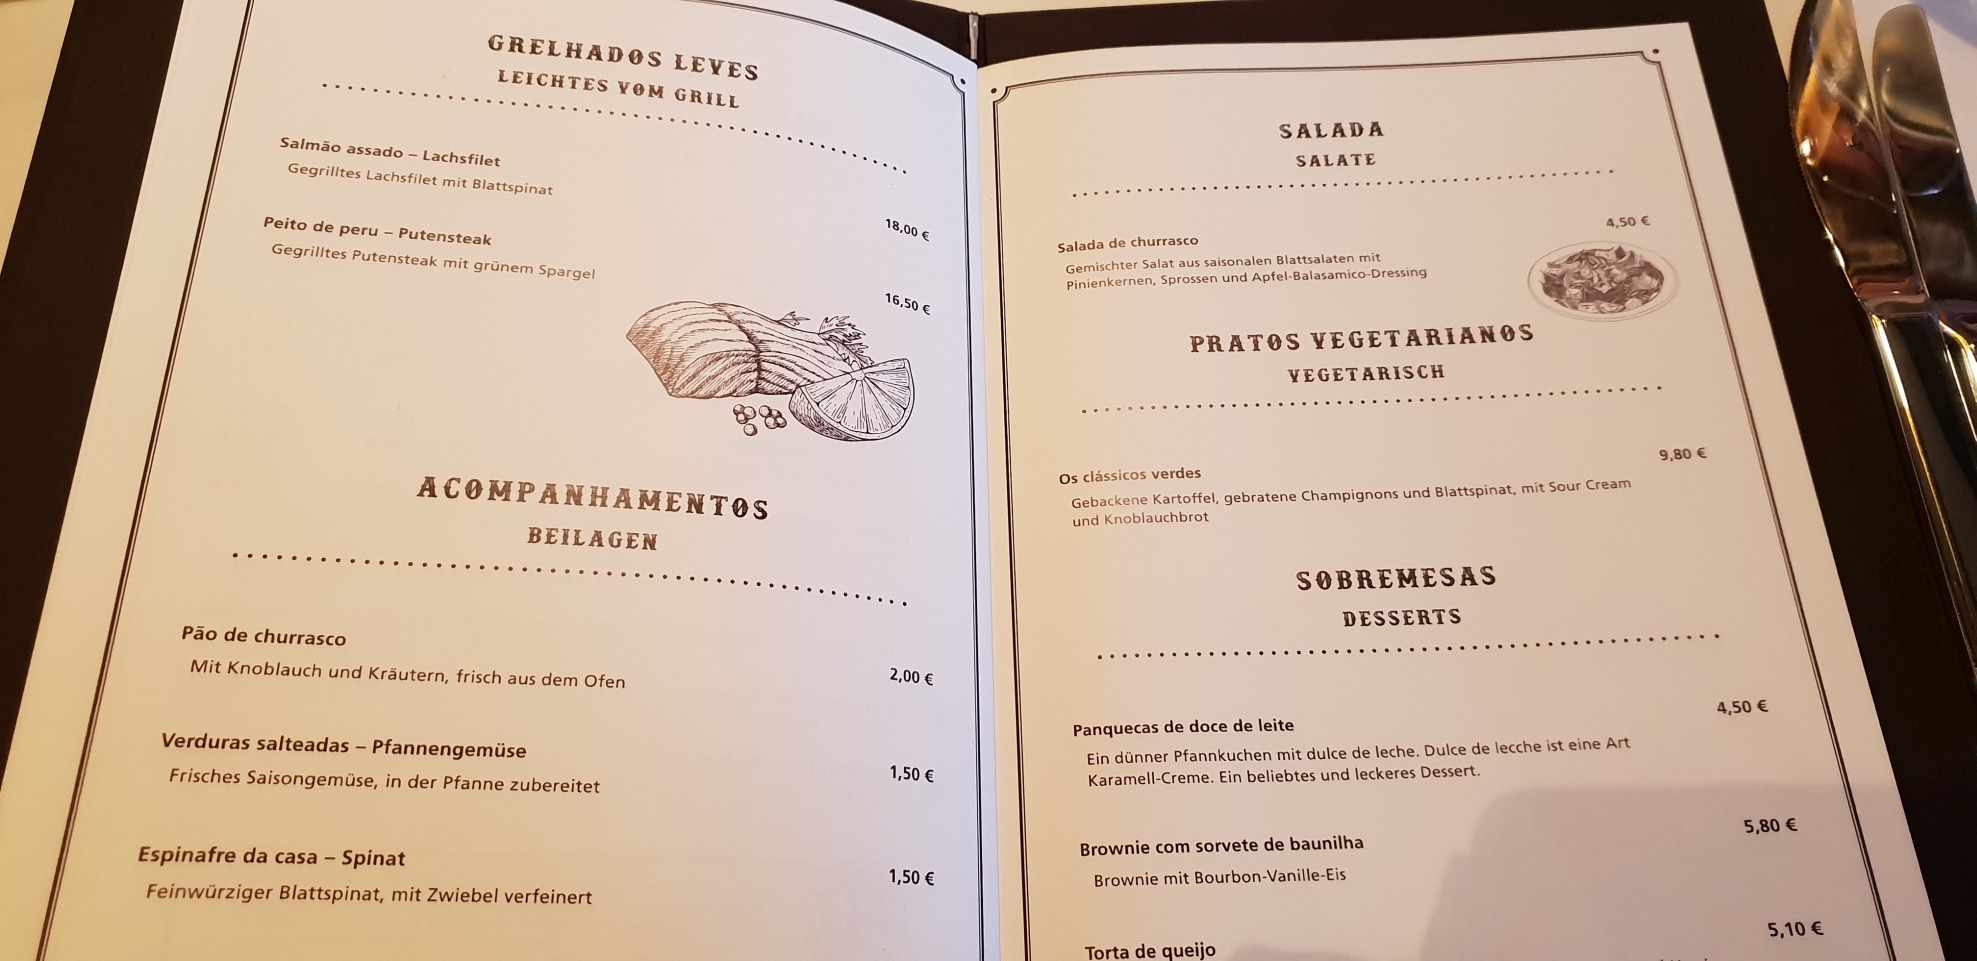 GRELHADOS LEVES
LEICHTES VOM GRILL
Salmão assado – Lachsfilet
Gegrilltes Lachsfilet mit Blattspinat
18,00 €
Peito de peru – Putensteak
Gegrilltes Putensteak mit grünem Spargel
16,50 €
ACOMPANHAMENTOS
BEILAGEN
Pão de churrasco
Mit Knoblauch und Kräutern, frisch aus dem Ofen
2,00 €
Verduras salteadas – Pfannengemüse
Frisches Saisongemüse, in der Pfanne zubereitet
1,50 €
Espinafre da casa – Spinat
Feinwürziger Blattspinat, mit Zwiebel verfeinert
1,50 €
SALADA
SALATE
4,50 €
Salada de churrasco
Gemischter Salat aus saisonalen Blattsalaten mit
Pinienkernen, Sprossen und Apfel-Balasamico-Dressing
PRATOS VEGETARIANOS
VEGETARISCH
9,80 €
Os clássicos verdes
Gebackene Kartoffel, gebratene Champignons und Blattspinat, mit Sour Cream
und Knoblauchbrot
SOBREMESAS
DESSERTS
4,50 €
Panquecas de doce de leite
Ein dünner Pfannkuchen mit dulce de leche. Dulce de lecche ist eine Art
Karamell-Creme. Ein beliebtes und leckeres Dessert.
5,80 €
Brownie com sorvete de baunilha
Brownie mit Bourbon-Vanille-Eis
5,10 €
Torta de queijo